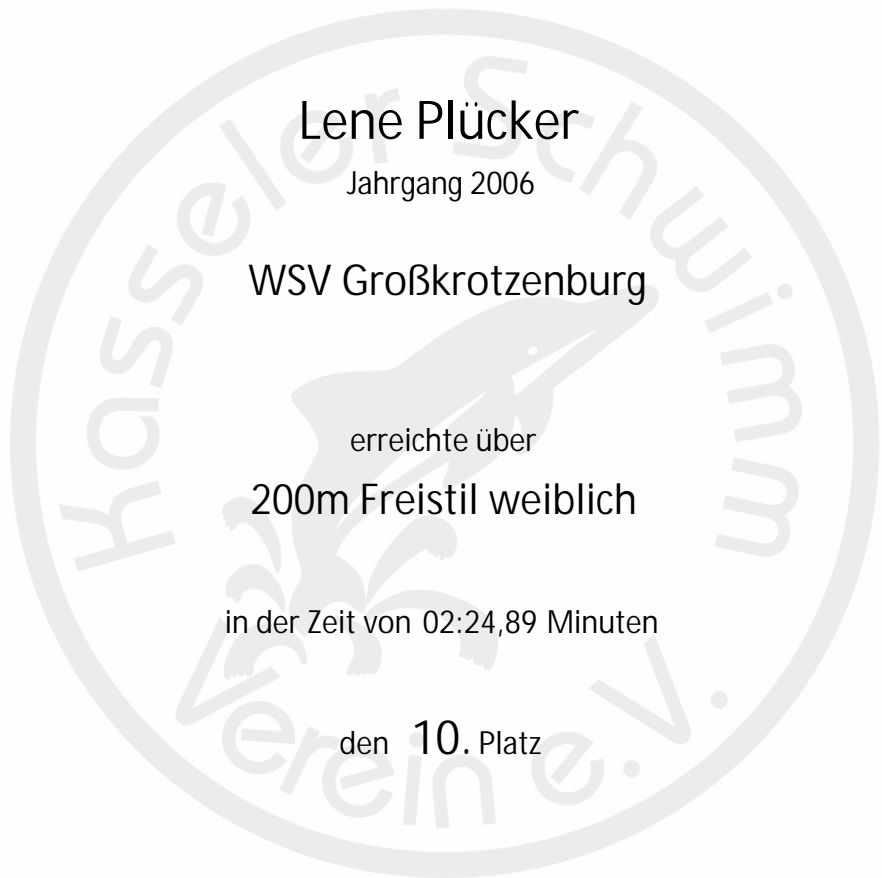 Lene Plücker
Jahrgang 2006
WSV Großkrotzenburg
erreichte über
200m Freistil weiblich
in der Zeit von 02:24,89 Minuten
den 10. Platz
Kasseler Schwimm
Verein e.V.